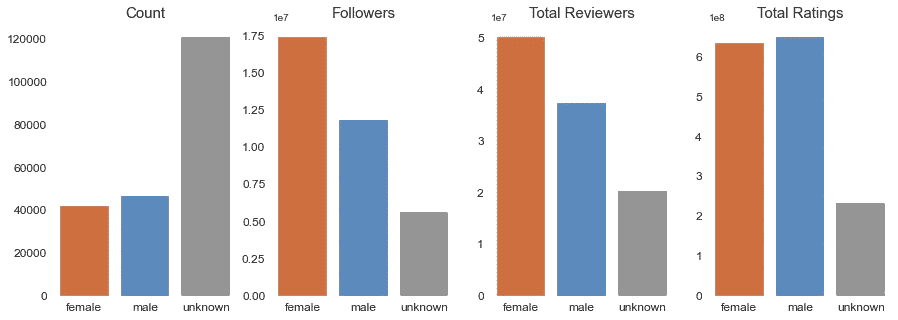 Count
120000
100000
80000
60000
40000
20000
0
female male unknown
Followers
1e7
1.75
1.50
1.25
1.00
0.75
0.50
0.25
0.00
female male unknown
Total Reviewers
1e7
5
4
3
2
1
0
female male unknown
Total Ratings
1e8
6
5
4
3
2
1
0
female male unknown